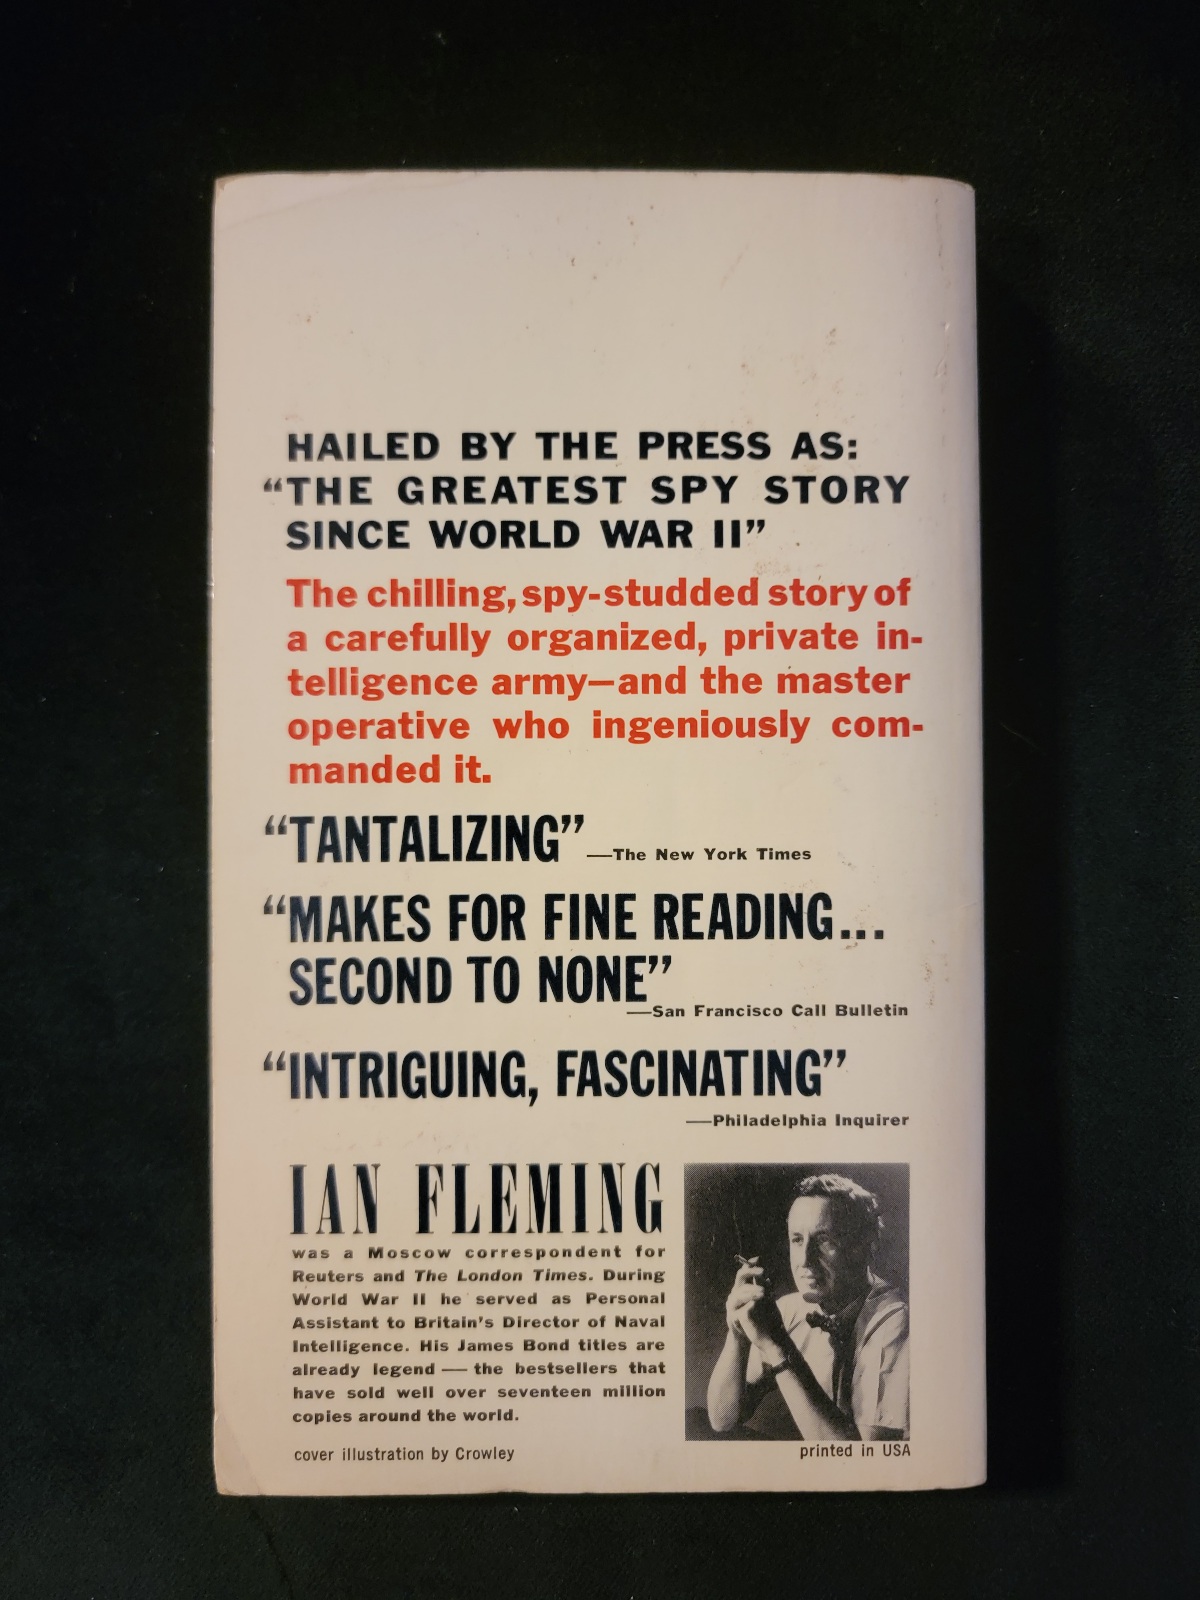 HAILED BY THE PRESS AS:
“THE GREATEST SPY STORY
SINCE WORLD WAR II”
The chilling, spy-studded story of
a carefully organized, private in-
telligence army—and the master
operative who ingeniously com-
manded it.
“TANTALIZING” —The New York Times
“MAKES FOR FINE READING...
SECOND TO NONE”
—San Francisco Call Bulletin
“INTRIGUING, FASCINATING”
—Philadelphia Inquirer
IAN FLEMING
was a Moscow correspondent for
Reuters and The London Times. During
World War II he served as Personal
Assistant to Britain's Director of Naval
Intelligence. His James Bond titles are
already legend — the bestsellers that
have sold well over seventeen million
copies around the world.
cover illustration by Crowley
printed in USA